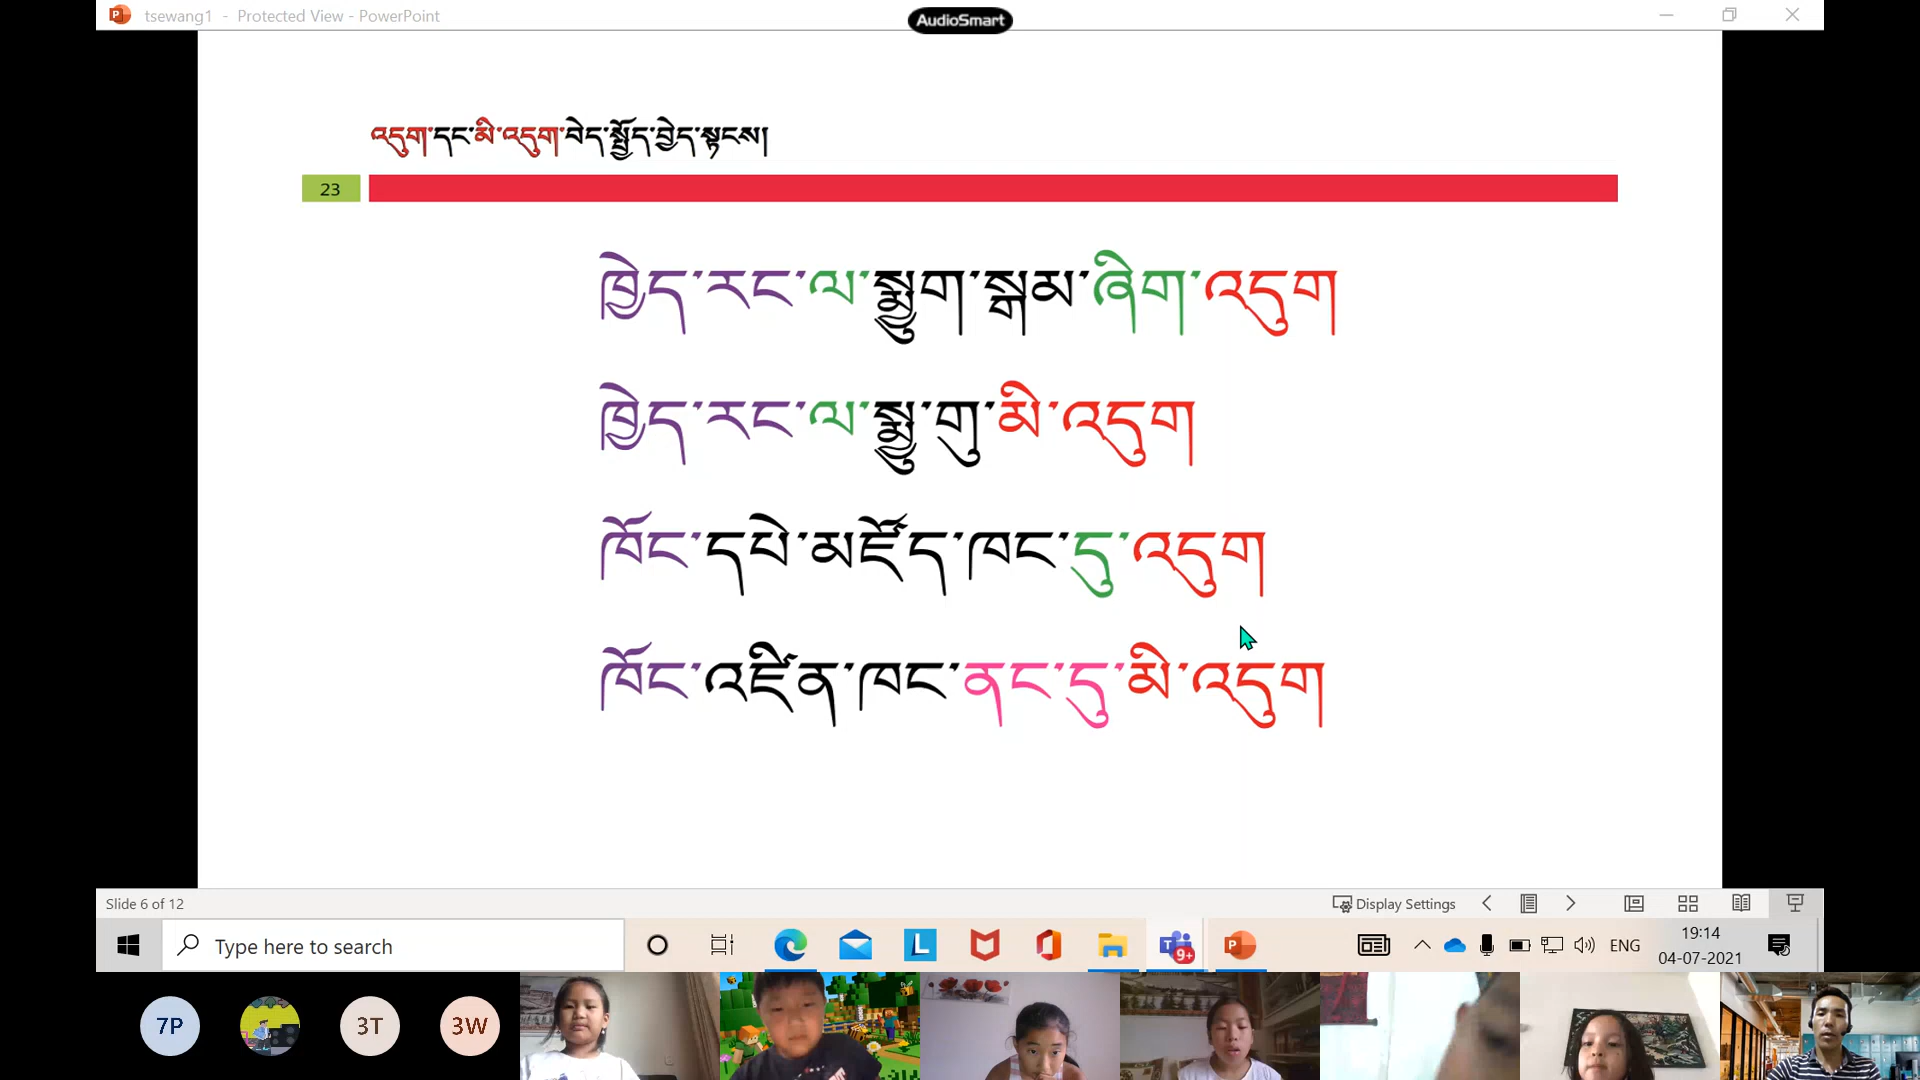 tsewang1 - Protected View - PowerPoint
AudioSmart
འདུག་དང་མི་འདུག་བེད་སྤྱོད་བྱེད་སྟངས།
23
ཁྱེད་རང་ལ་སྨྱུག་སྒམ་ཞིག་འདུག
ཁྱེད་རང་ལ་སྨྱུ་གུ་མི་འདུག
ཁོང་དཔེ་མཛོད་ཁང་དུ་འདུག
ཁོང་འཛིན་ཁང་ནང་དུ་མི་འདུག
Slide 6 of 12
Display Settings
Type here to search
9+
ENG
19:14
04-07-2021
7P
3T
3W